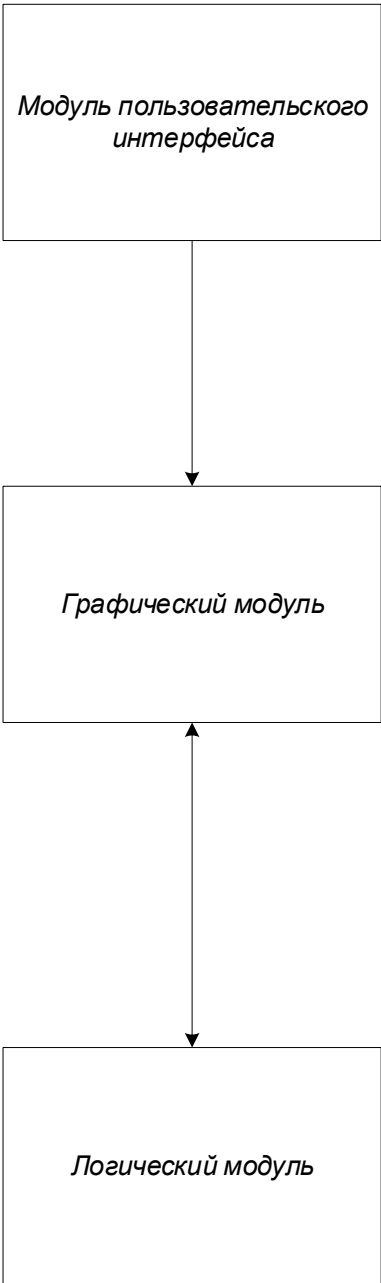 Модуль пользовательского
интерфейса
Графический модуль
Логический модуль